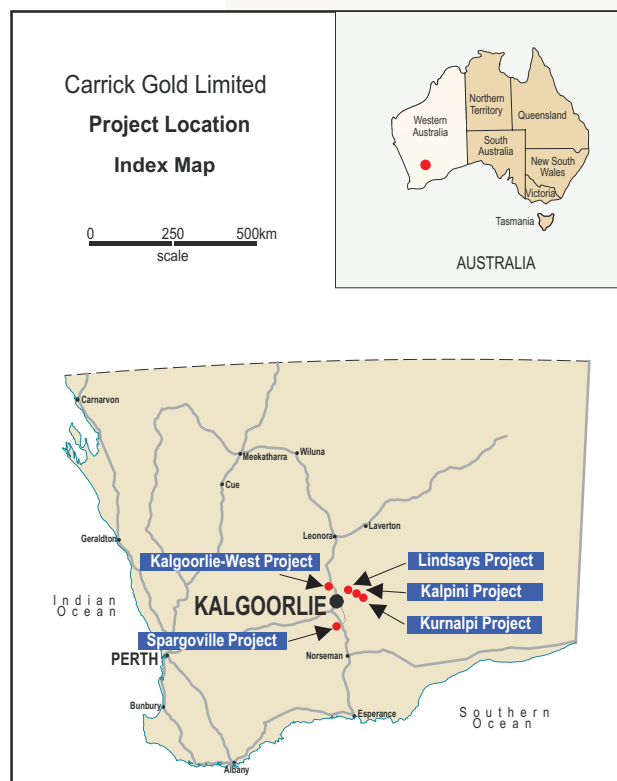 Carrick Gold Limited
Project Location
Index Map
0 250 500km
scale
Western
Australia
Northern
Territory
Queensland
South
Australia
New South
Wales
Victoria
Tasmania
AUSTRALIA
Carnarvon
Meekatharra
Wiluna
Cue
Laverton
Leonora
Geraldton
Kalgoorlie-West Project
Lindsays Project
Kalpini Project
Kurnalpi Project
KALGOORLIE
Indian
Ocean
Spargoville Project
PERTH
Norseman
Bunbury
Esperance
Southern
Ocean
Albany